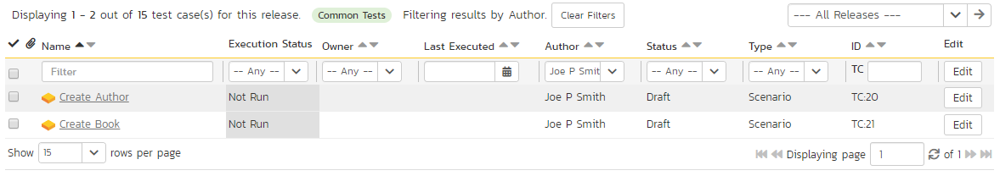 Displaying 1 - 2 out of 15 test case(s) for this release. Common Tests Filtering results by Author. Clear Filters --- All Releases ---
Name Execution Status Owner Last Executed Author Status Type ID Edit
Filter -- Any -- -- Any -- Joe P Smit -- Any -- -- Any -- TC Edit
Create Author Not Run Joe P Smith Draft Scenario TC:20 Edit
Create Book Not Run Joe P Smith Draft Scenario TC:21 Edit
Show 15 rows per page Displaying page 1 of 1